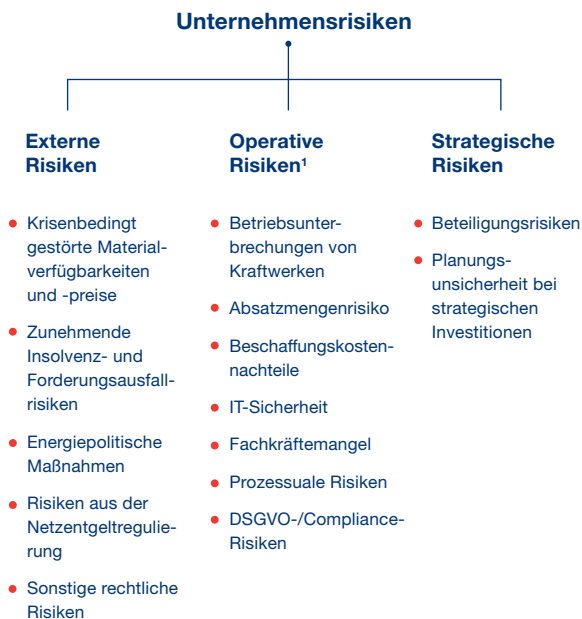 Unternehmensrisiken
Externe
Risiken
Krisenbedingt
gestörte Material-
verfügbarkeiten
und -preise
Zunehmende
Insolvenz- und
Forderungsausfall-
risiken
Energiepolitische
Maßnahmen
Risiken aus der
Netzentgeltregulie-
rung
Sonstige rechtliche
Risiken
Operative
Risiken¹
Betriebsunter-
brechungen von
Kraftwerken
Absatzmengenrisiko
Beschaffungskosten-
nachteile
IT-Sicherheit
Fachkräftemangel
Prozessuale Risiken
DSGVO-/Compliance-
Risiken
Strategische
Risiken
Beteiligungsrisiken
Planungs-
unsicherheit bei
strategischen
Investitionen